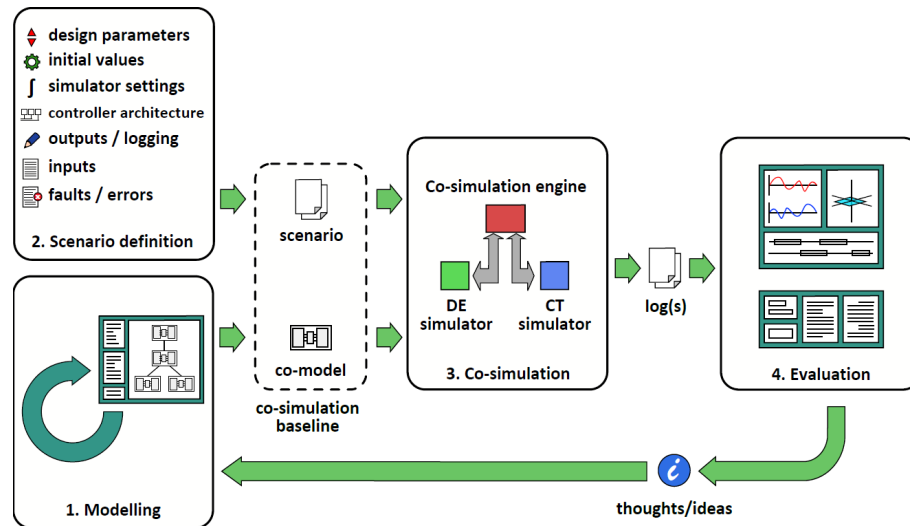 design parameters
initial values
simulator settings
controller architecture
outputs / logging
inputs
faults / errors
2. Scenario definition
scenario
co-model
co-simulation
baseline
Co-simulation engine
DE
simulator
CT
simulator
3. Co-simulation
log(s)
4. Evaluation
1. Modelling
thoughts/ideas